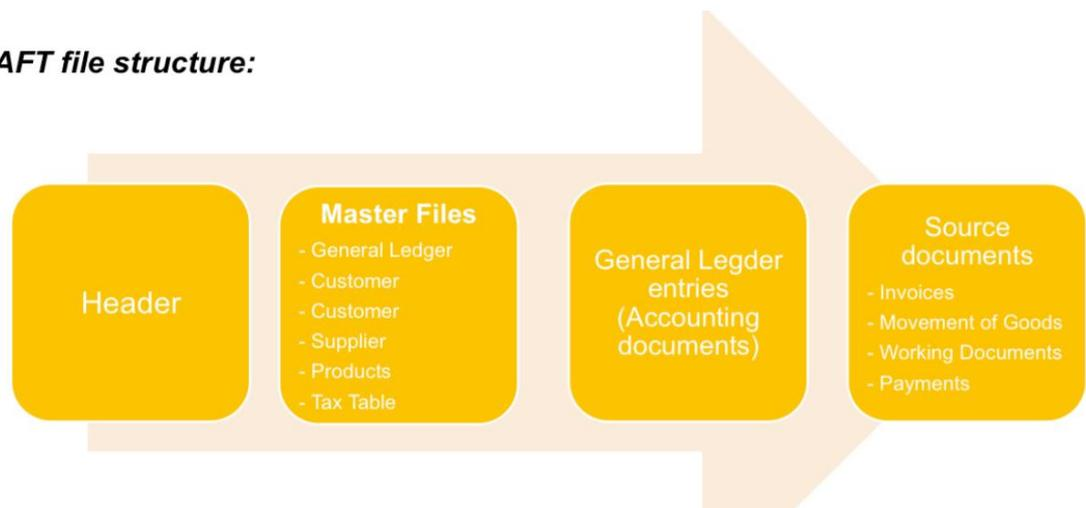 AFT file structure:
Header
Master Files
- General Ledger
- Customer
- Customer
- Supplier
- Products
- Tax Table
General Legder
entries
(Accounting
documents)
Source
documents
- Invoices
- Movement of Goods
- Working Documents
- Payments